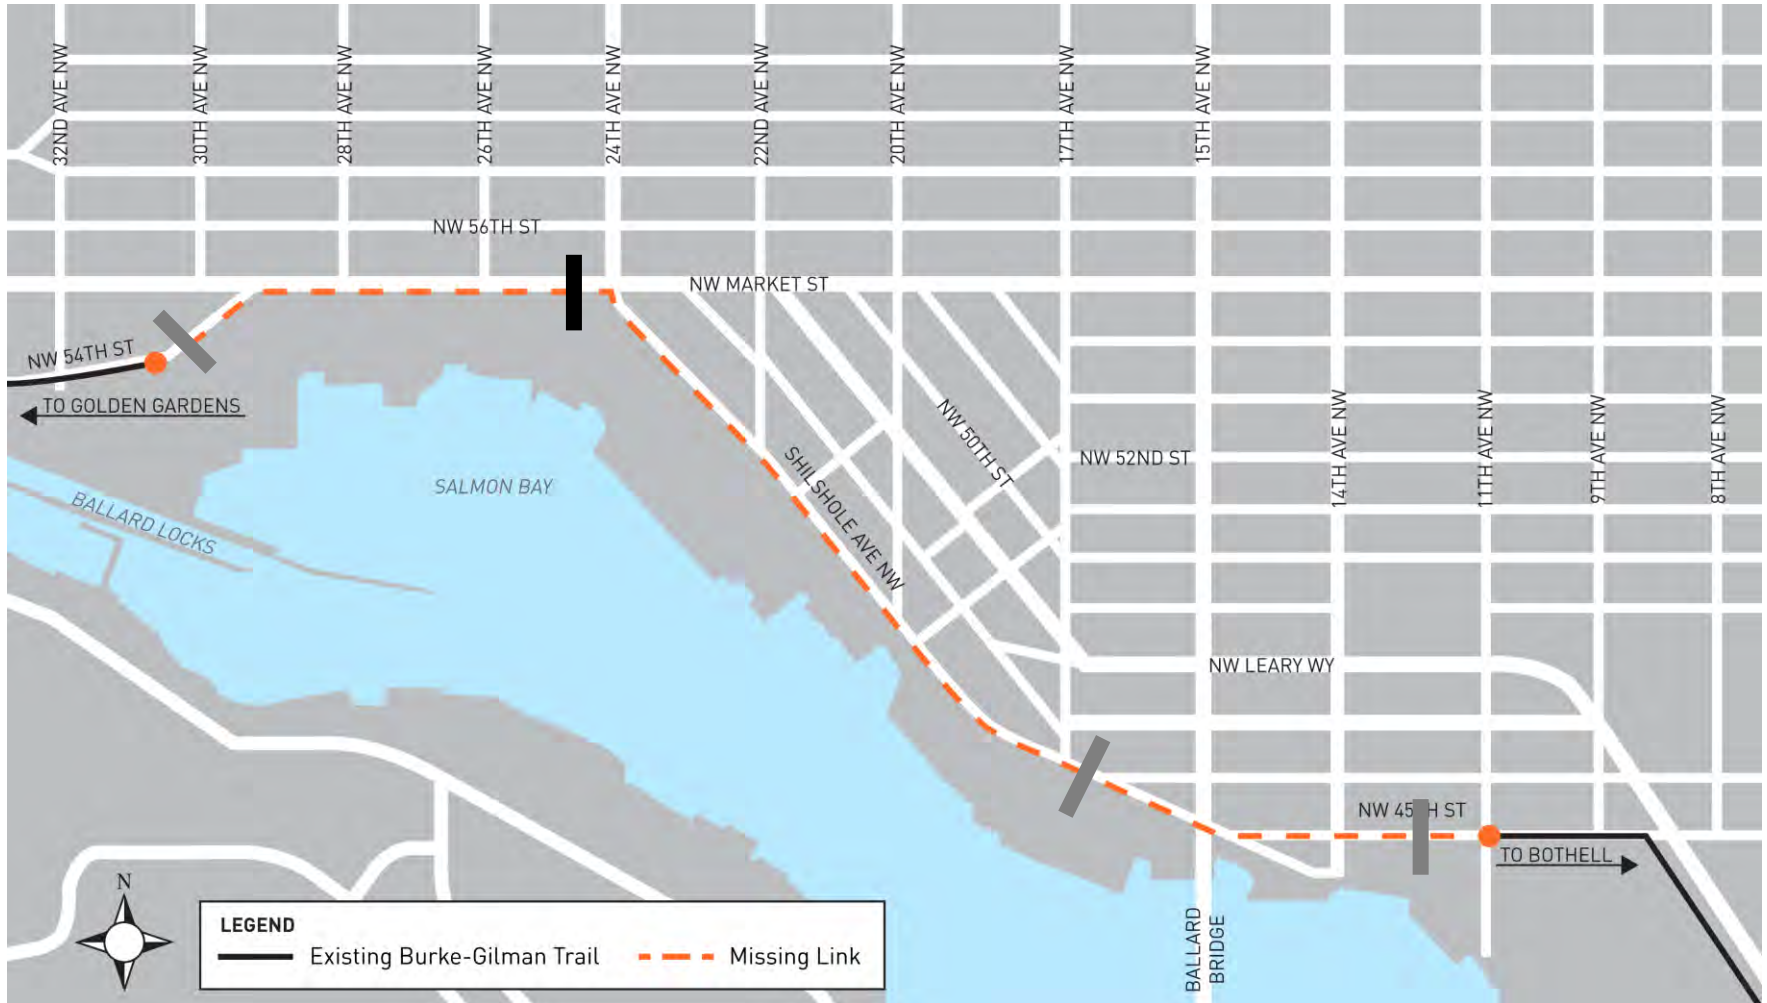 32ND AVE NW
30TH AVE NW
28TH AVE NW
26TH AVE NW
24TH AVE NW
22ND AVE NW
20TH AVE NW
17TH AVE NW
15TH AVE NW
NW 56TH ST
NW MARKET ST
NW 54TH ST
TO GOLDEN GARDENS
BALLARD LOCKS
SALMON BAY
SHILSHOLE AVE NW
NW 50TH ST
NW 52ND ST
14TH AVE NW
11TH AVE NW
9TH AVE NW
8TH AVE NW
NW LEARY WY
NW 45TH ST
TO BOTHELL
BALLARD
BRIDGE
N
LEGEND
Existing Burke-Gilman Trail
Missing Link